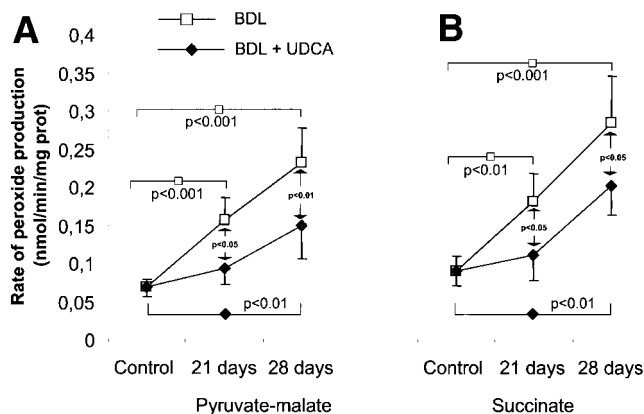 A
B
BDL
BDL + UDCA
Rate of peroxide production
(nmol/min/mg prot)
0,4
0,35
0,3
0,25
0,2
0,15
0,1
0,05
0
p<0.001
p<0.001
p<0.01
p<0.05
p<0.01
p<0.001
p<0.01
p<0.05
p<0.05
p<0.01
Control 21 days 28 days
Pyruvate-malate
Control 21 days 28 days
Succinate